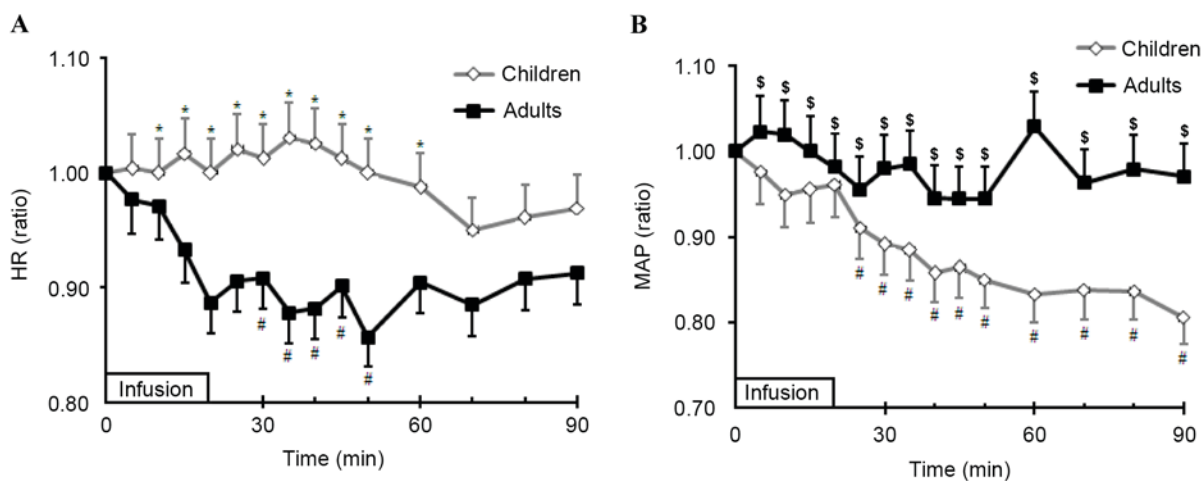 A
HR (ratio)
1.10
1.00
0.90
0.80
* * * * * * * * * * *
# # # # #
Children
Adults
Infusion
0 30 60 90
Time (min)
B
MAP (ratio)
1.10
1.00
0.90
0.80
0.70
$ $ $ $ $ $ $ $ $ $ $ $ $ $
# # # # # # # # # #
Children
Adults
Infusion
0 30 60 90
Time (min)